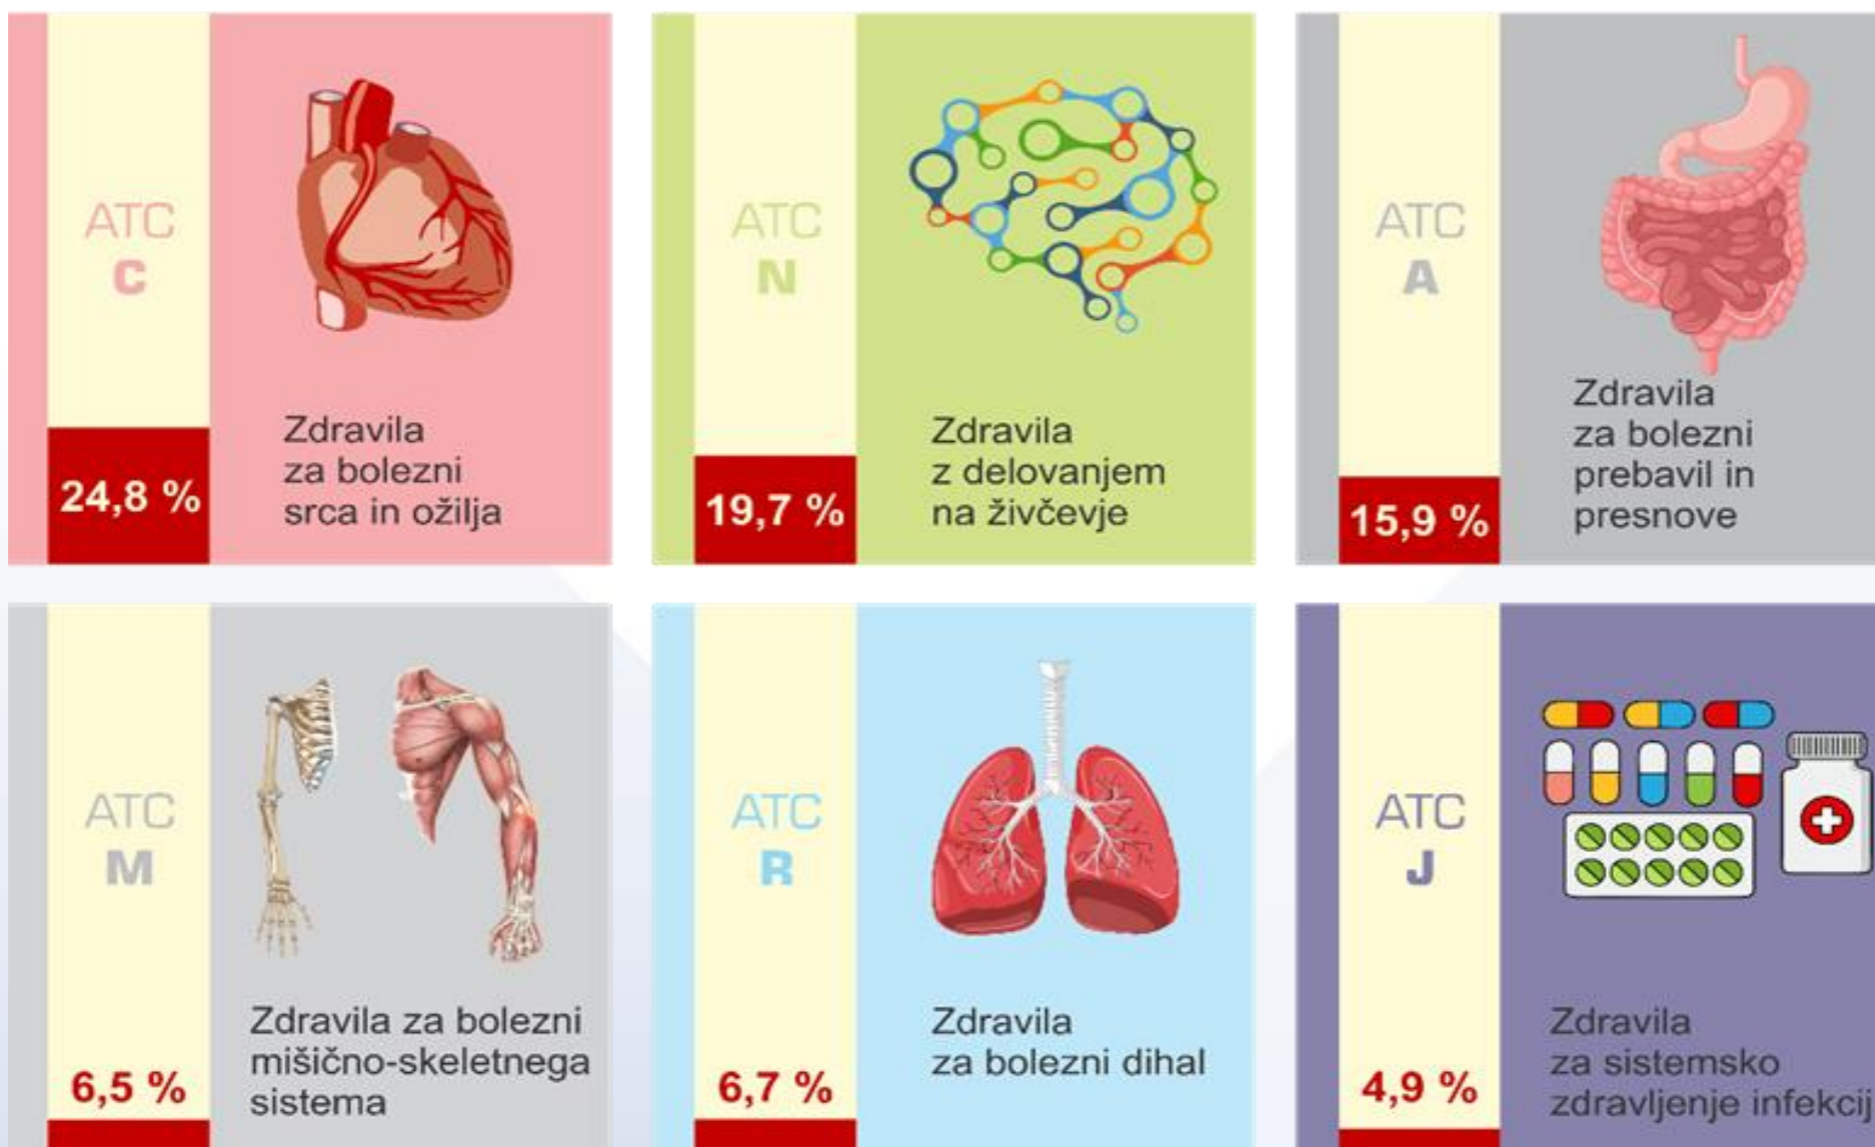 ATC
C
24,8 %
Zdravila
za bolezni
srca in ožilja
ATC
N
19,7 %
Zdravila
z delovanjem
na živčevje
ATC
A
15,9 %
Zdravila
za bolezni
prebavil in
presnove
ATC
M
6,5 %
Zdravila za bolezni
mišično-skeletnega
sistema
ATC
R
6,7 %
Zdravila
za bolezni dihal
ATC
J
4,9 %
Zdravila
za sistemsko
zdravljenje infekcij